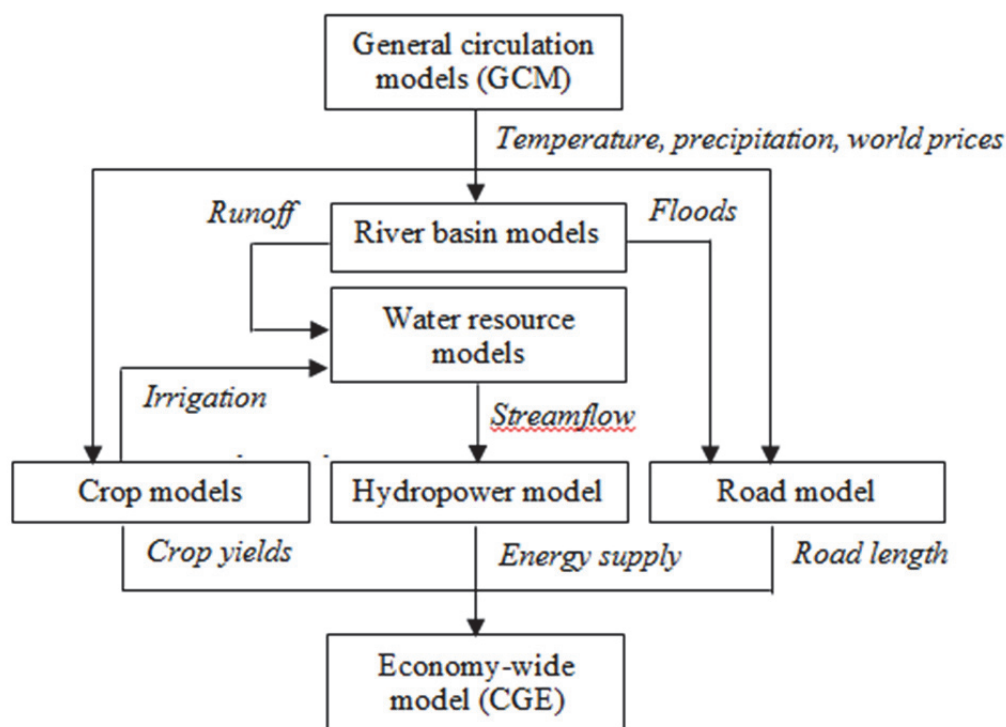 General circulation
models (GCM)
Temperature, precipitation, world prices
Runoff
Floods
River basin models
Water resource
models
Irrigation
Streamflow
Crop models
Hydropower model
Road model
Crop yields
Energy supply
Road length
Economy-wide
model (CGE)